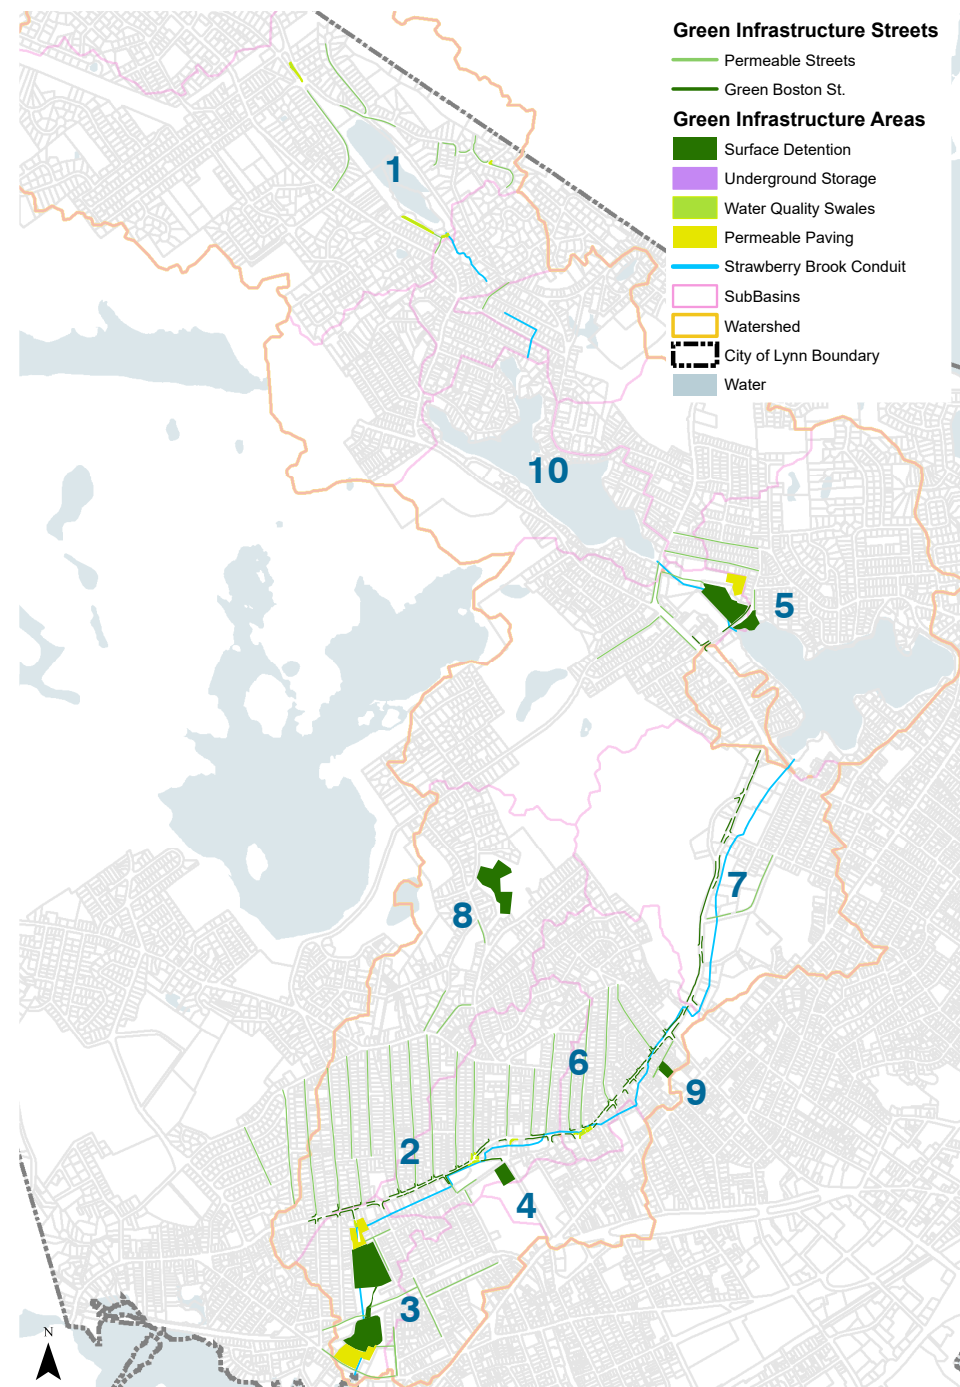 Green Infrastructure Streets
Permeable Streets
Green Boston St.
Green Infrastructure Areas
Surface Detention
Underground Storage
Water Quality Swales
Permeable Paving
Strawberry Brook Conduit
SubBasins
Watershed
City of Lynn Boundary
Water
1
10
5
7
8
6
9
2
4
3
N